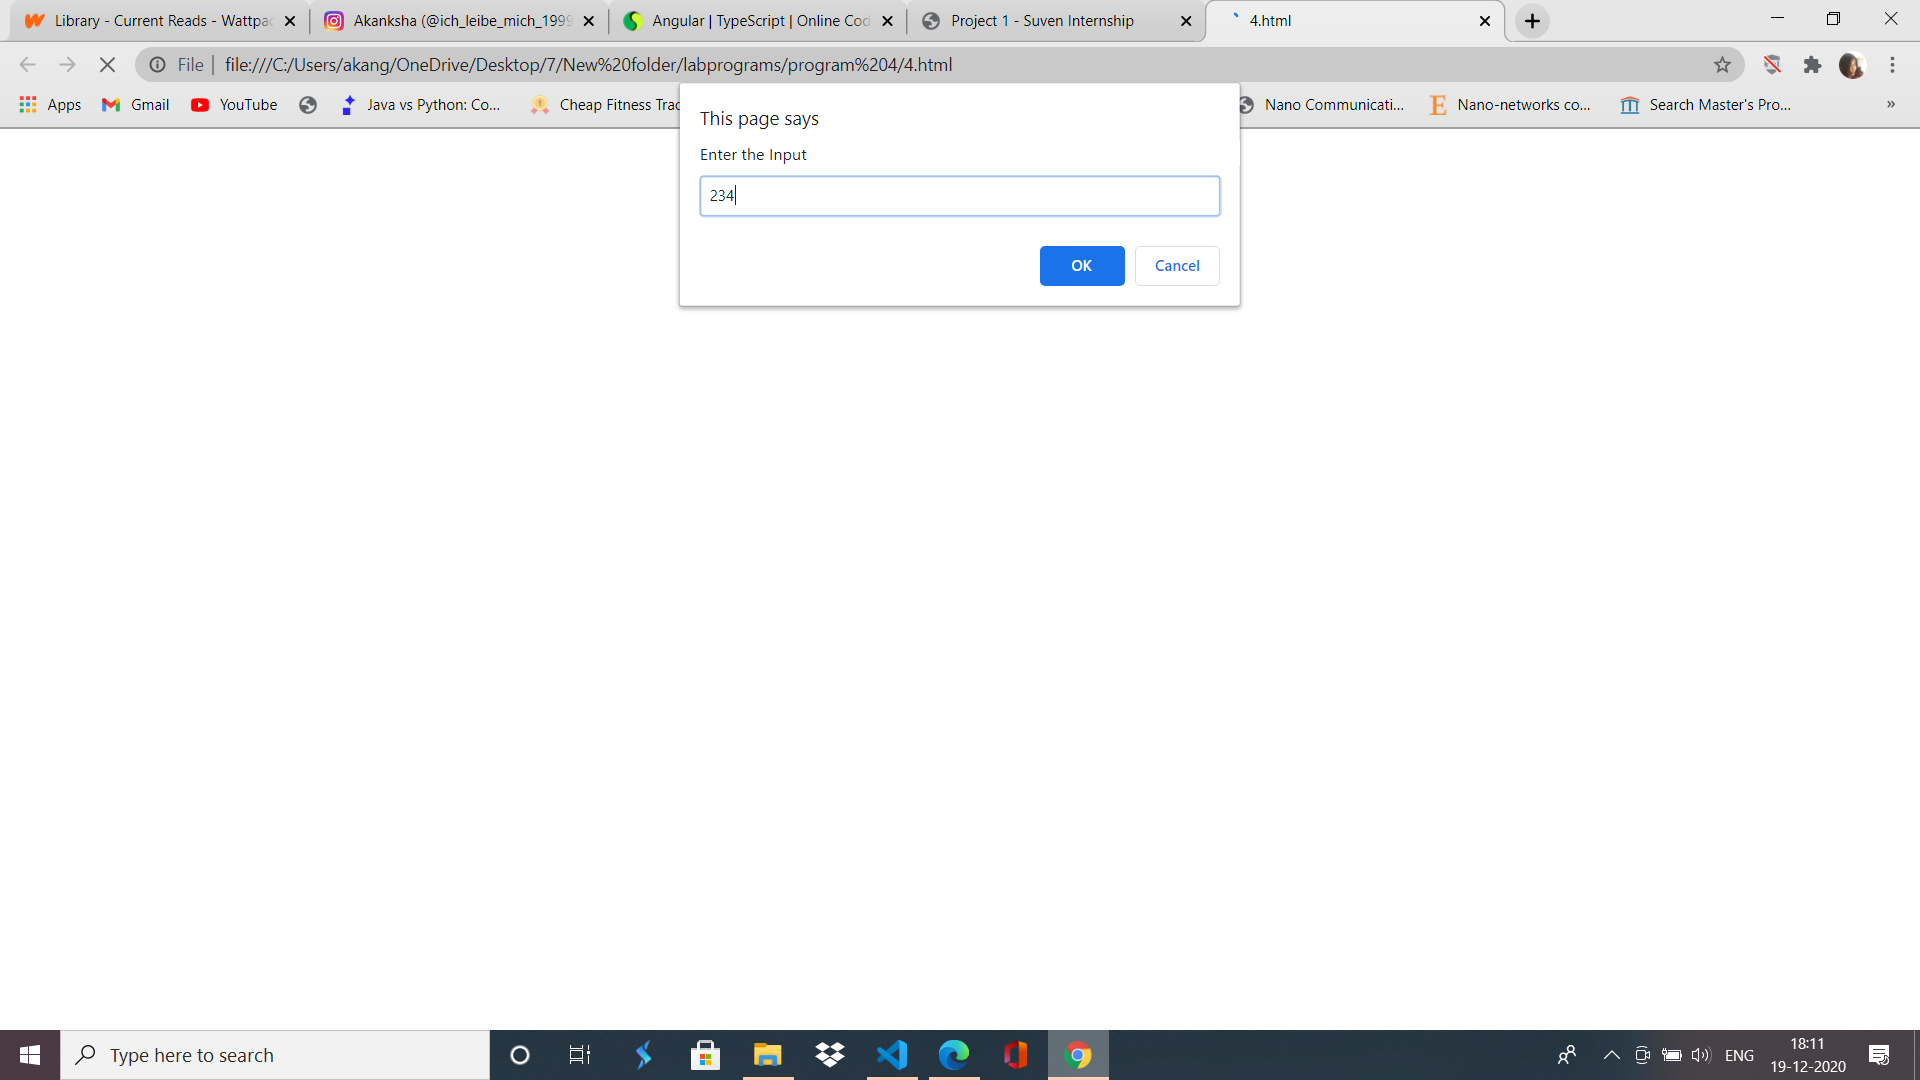 Library - Current Reads - Wattpad
Akanksha (@ich_leibe_mich_1999
Angular | TypeScript | Online Cod
Project 1 - Suven Internship
4.html
File | file:///C:/Users/akang/OneDrive/Desktop/7/New%20folder/labprograms/program%204/4.html
Apps
Gmail
YouTube
Java vs Python: Co...
Cheap Fitness Trac
Nano Communicati...
E Nano-networks co...
Search Master's Pro...
»
This page says
Enter the Input
234
OK
Cancel
Type here to search
ENG
18:11
19-12-2020